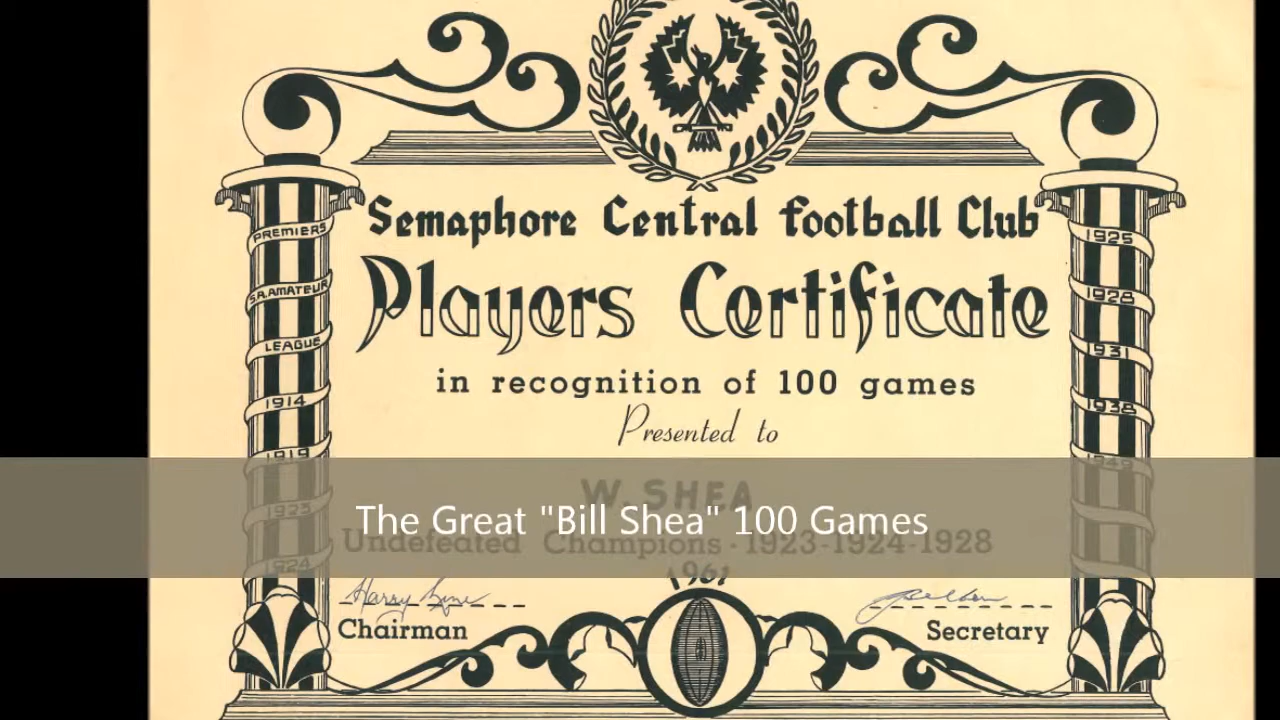 Semaphore Central Football Club
Players Certificate
in recognition of 100 games
Presented to
W. SHEA
The Great "Bill Shea" 100 Games
Undefeated Champions - 1923-1924-1928
1961
Chairman
Secretary
PREMIERS
S.A. AMATEUR
LEAGUE
1914
1919
1923
1924
1925
1928
1931
1938